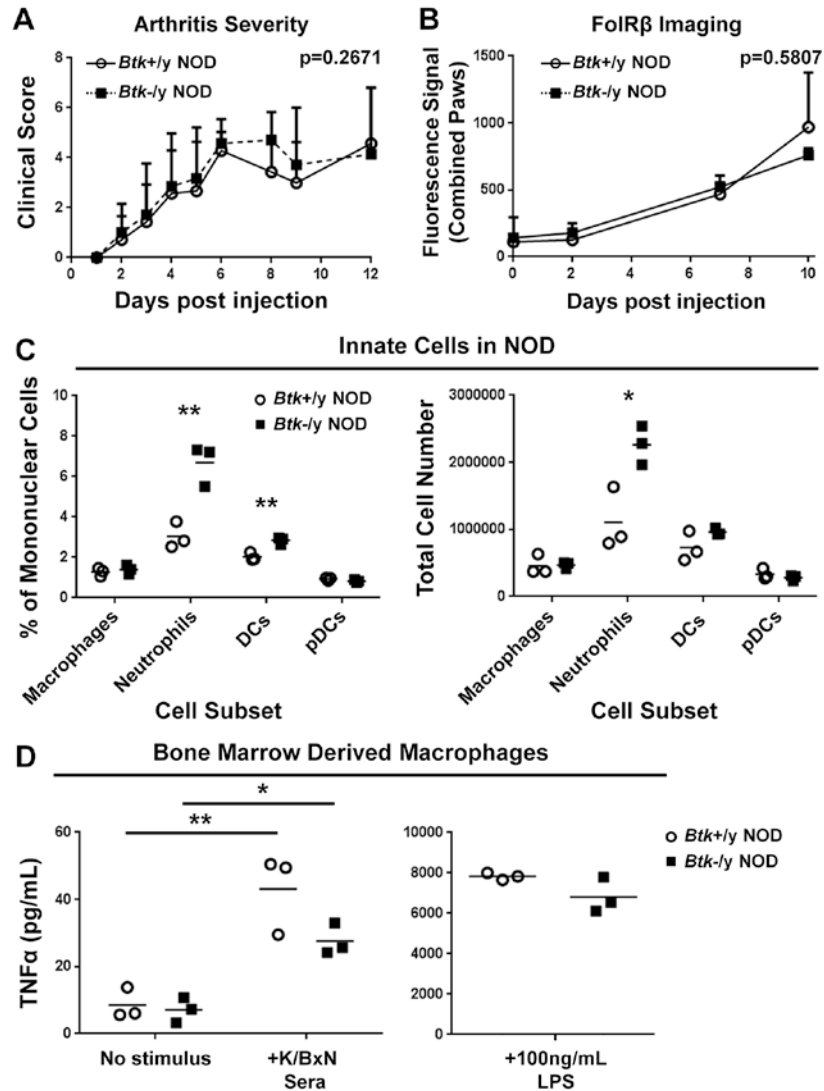 A
Arthritis Severity
Btk+/y NOD
Btk-/y NOD
p=0.2671
Clinical Score
8
6
4
2
0
0
2
4
6
8
10
12
Days post injection
B
FolRβ Imaging
Btk+/y NOD
Btk-/y NOD
p=0.5807
Fluorescence Signal
(Combined Paws)
1500
1000
500
0
0
2
4
6
8
10
Days post injection
C
Innate Cells in NOD
% of Mononuclear Cells
10
8
6
4
2
0
**
**
Btk+/y NOD
Btk-/y NOD
Macrophages
Neutrophils
DCs
pDCs
Cell Subset
Total Cell Number
3000000
2000000
1000000
0
*
Macrophages
Neutrophils
DCs
pDCs
Cell Subset
D
Bone Marrow Derived Macrophages
TNFα (pg/mL)
60
40
20
0
**
*
No stimulus
+K/BxN
Sera
10000
8000
6000
4000
2000
0
+100ng/mL
LPS
Btk+/y NOD
Btk-/y NOD